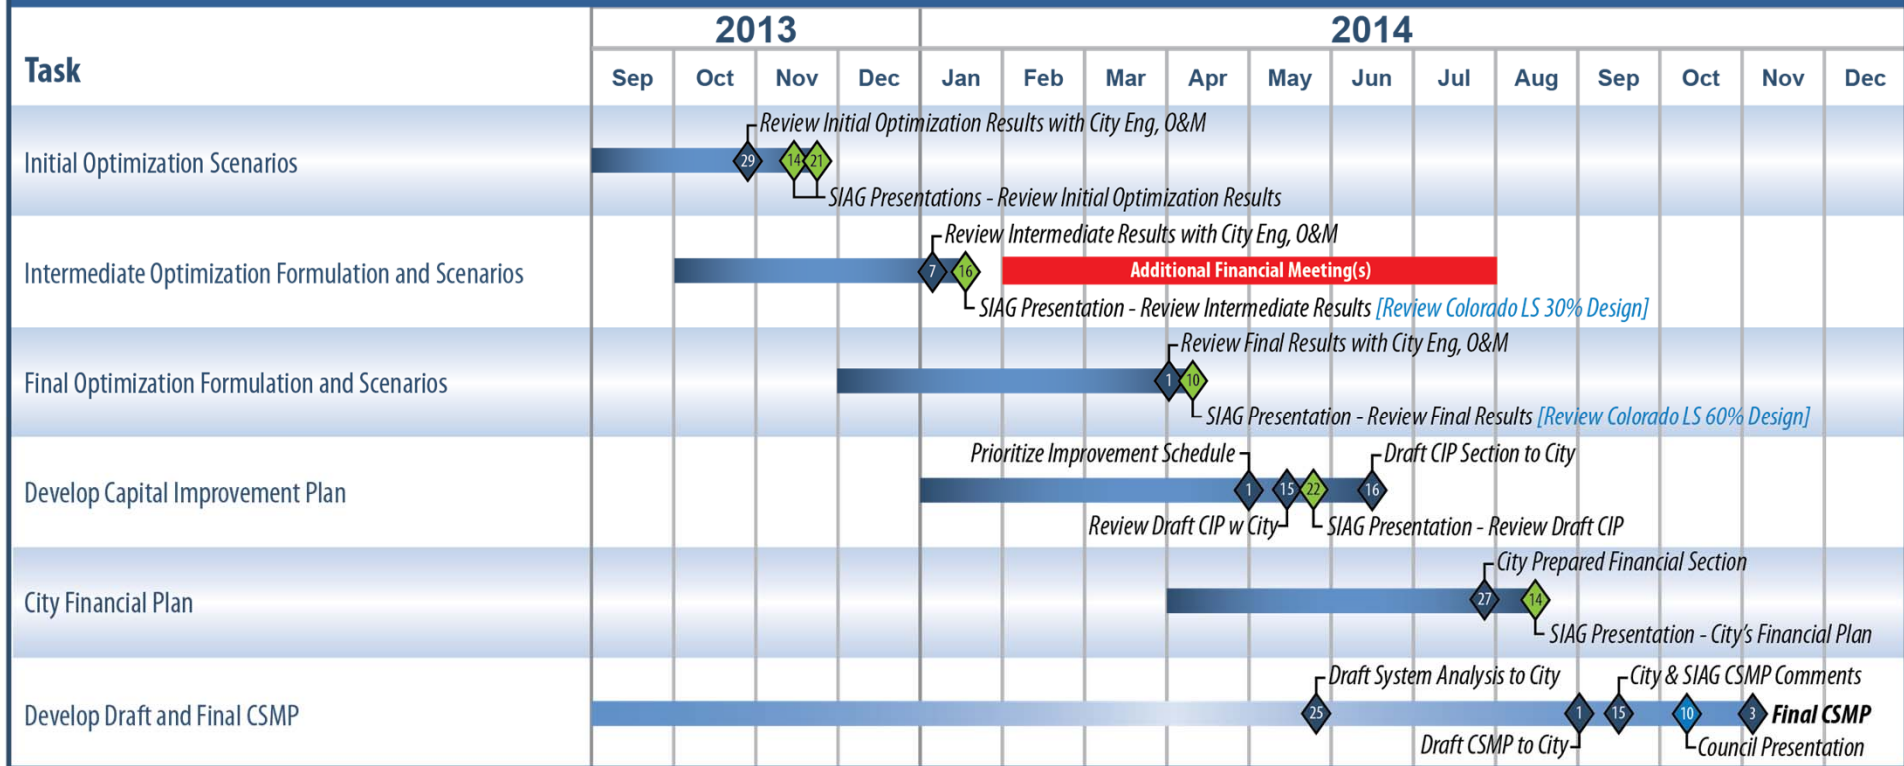 2013 2014
Task Sep Oct Nov Dec Jan Feb Mar Apr May Jun Jul Aug Sep Oct Nov Dec
Review Initial Optimization Results with City Eng, O&M
Initial Optimization Scenarios 29 14 21
SIAG Presentations - Review Initial Optimization Results
Review Intermediate Results with City Eng, O&M
Intermediate Optimization Formulation and Scenarios 7 16 Additional Financial Meeting(s)
SIAG Presentation - Review Intermediate Results [Review Colorado LS 30% Design]
Review Final Results with City Eng, O&M
Final Optimization Formulation and Scenarios 1 10
SIAG Presentation - Review Final Results [Review Colorado LS 60% Design]
Prioritize Improvement Schedule Draft CIP Section to City
Develop Capital Improvement Plan 1 15 22 16
Review Draft CIP w City SIAG Presentation - Review Draft CIP
City Prepared Financial Section
City Financial Plan 27 14
SIAG Presentation - City's Financial Plan
Draft System Analysis to City City & SIAG CSMP Comments
Develop Draft and Final CSMP 25 1 15 10 3 Final CSMP
Draft CSMP to City Council Presentation